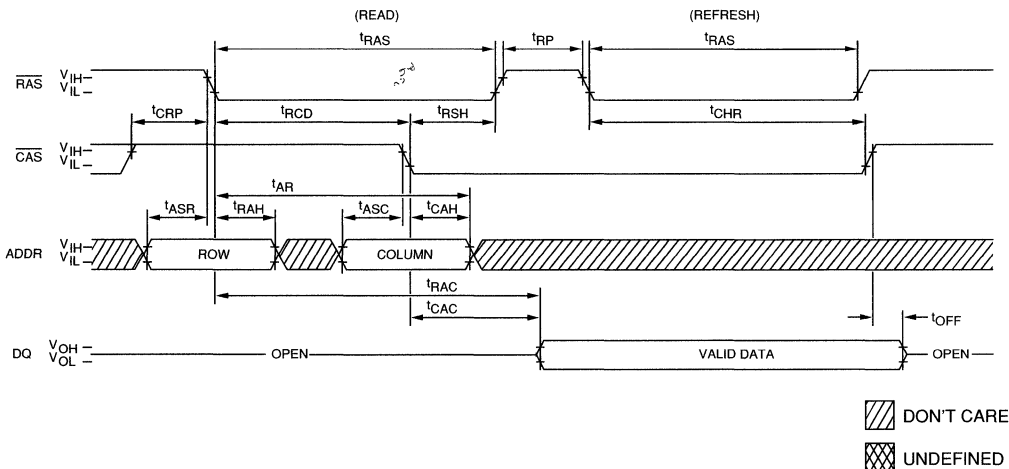 (READ) (REFRESH)
tRAS tRP tRAS
RAS VIH VIL
tCRP tRCD tRSH tCHR
CAS VIH VIL
tAR
tASR tRAH tASC tCAH
ADDR VIH VIL ROW COLUMN
tRAC
tCAC
tOFF
DQ VOH VOL OPEN VALID DATA OPEN
DON'T CARE
UNDEFINED